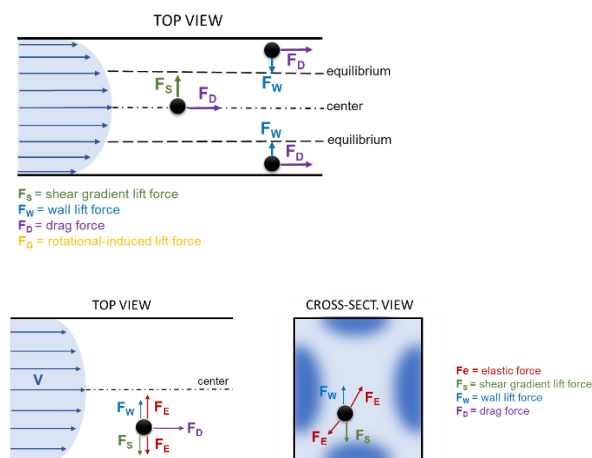 TOP VIEW
F_D
equilibrium
F_S
F_D
F_W
center
F_W
equilibrium
F_D
F_S = shear gradient lift force
F_W = wall lift force
F_D = drag force
F_Ω = rotational-induced lift force
TOP VIEW
CROSS-SECT. VIEW
V
center
F_W F_E
F_D
F_S F_E
F_W
F_E
F_E
F_S
Fe = elastic force
F_S = shear gradient lift force
F_W = wall lift force
F_D = drag force